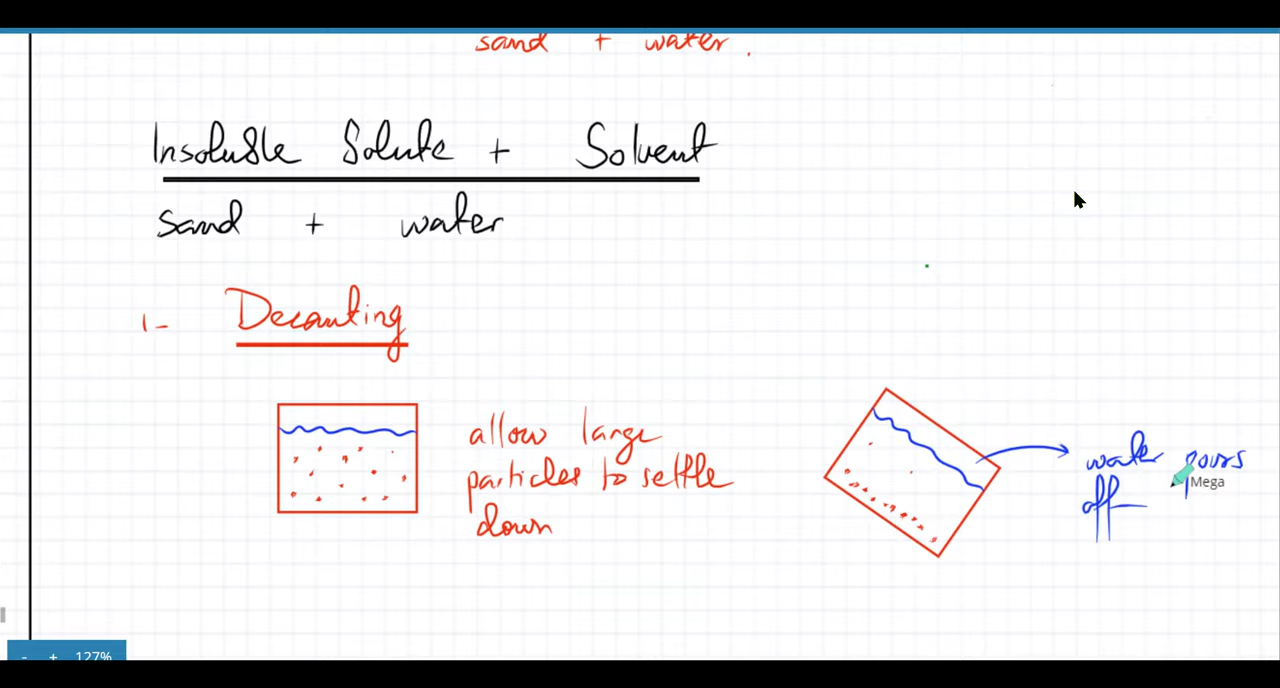 sand + water.
Insoluble Solute + Solvent
sand + water
1- Decanting
allow large
particles to settle
down
water pours
off
Mega
- + 127%